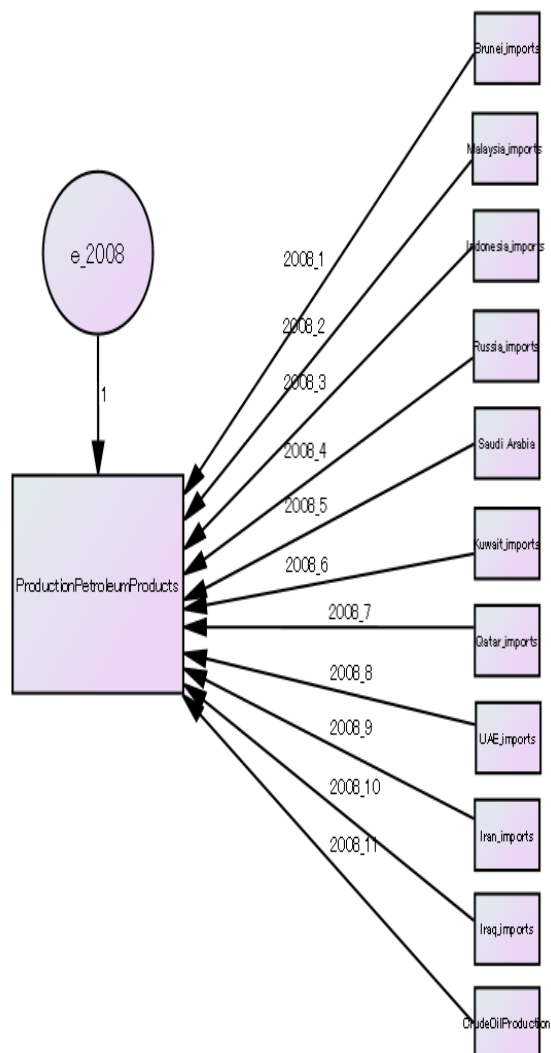 Brunei_imports
Malaysia_imports
Indonesia_imports
Russia_imports
Saudi Arabia
Kuwait_imports
Qatar_imports
UAE_imports
Iran_imports
Iraq_imports
CrudeOilProduction
e_2008
1
ProductionPetroleumProducts
2008_1
2008_2
2008_3
2008_4
2008_5
2008_6
2008_7
2008_8
2008_9
2008_10
2008_11